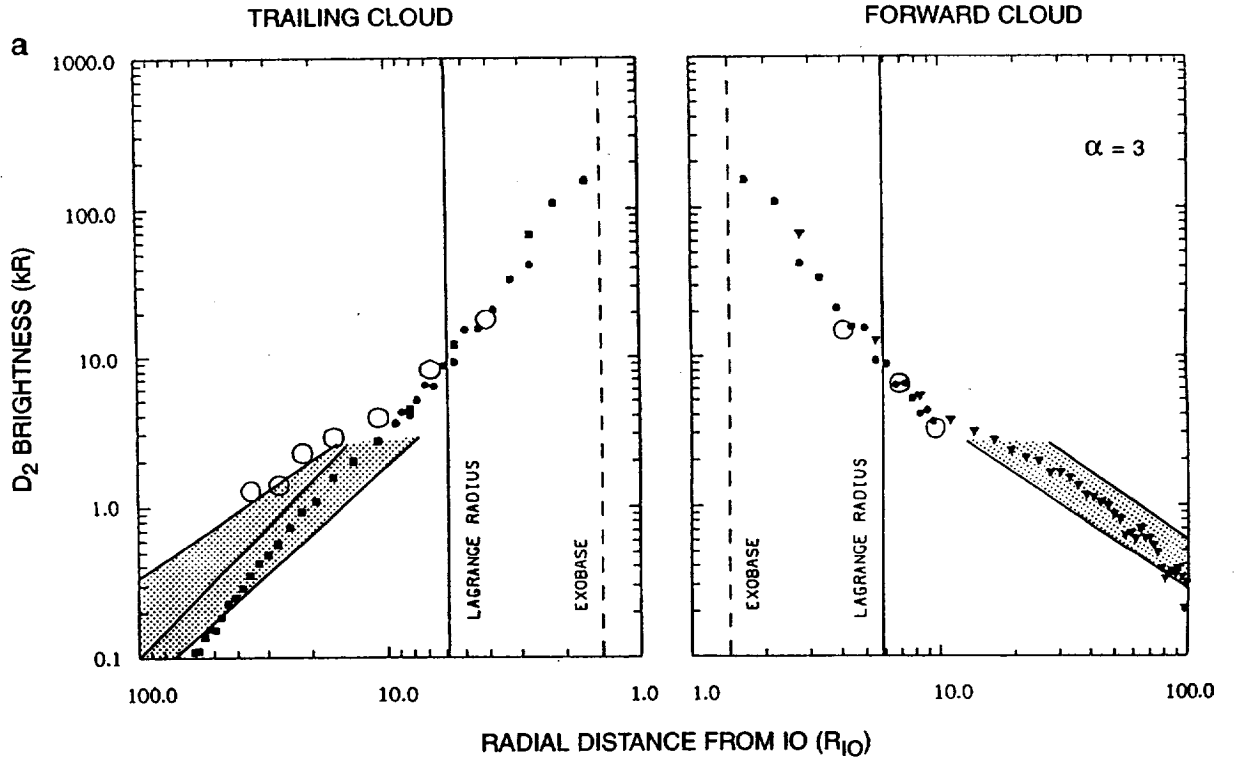 TRAILING CLOUD
FORWARD CLOUD
a
1000.0
100.0
10.0
1.0
0.1
D2 BRIGHTNESS (kR)
α = 3
LAGRANGE RADIUS
EXOBASE
EXOBASE
LAGRANGE RADIUS
100.0 10.0 1.0
1.0 10.0 100.0
RADIAL DISTANCE FROM IO (RIO)